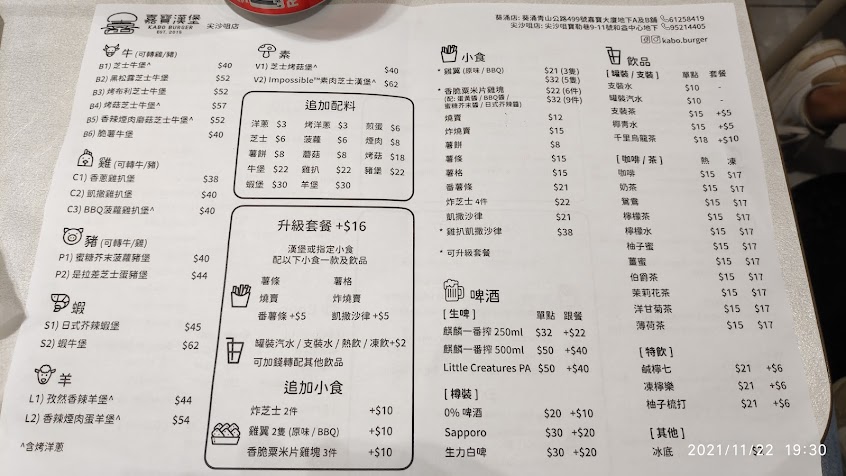 嘉寶漢堡
KABO BURGER
EST. 2015
尖沙咀店
葵涌店: 葵涌青山公路499號嘉寶大廈地下A及B舖 61258419
尖沙咀店: 尖沙咀寶勒巷9-11號和壹中心地下 95214405
kabo.burger
牛 (可轉雞/豬)
B1) 芝士牛堡^ $40
B2) 黑松露芝士牛堡 $52
B3) 烤布利芝士牛堡 $52
B4) 烤菇芝士牛堡^ $57
B5) 香辣煙肉蘑菇芝士牛堡^ $52
B6) 脆薯牛堡 $40
雞 (可轉牛/豬)
C1) 香蔥雞扒堡 $38
C2) 凱撒雞扒堡 $40
C3) BBQ菠蘿雞扒堡^ $40
豬 (可轉牛/雞)
P1) 蜜糖芥末菠蘿豬堡 $40
P2) 是拉差芝士蛋豬堡 $44
蝦
S1) 日式芥辣蝦堡 $45
S2) 蝦牛堡 $62
羊
L1) 孜然香辣羊堡^ $44
L2) 香辣煙肉蛋羊堡^ $54
^含烤洋蔥
素
V1) 芝士烤菇堡^ $40
V2) Impossible™素肉芝士漢堡^ $62
追加配料
洋蔥 $3 烤洋蔥 $3 煎蛋 $6
芝士 $6 菠蘿 $6 煙肉 $8
薯餅 $8 蘑菇 $8 烤菇 $18
牛堡 $22 雞扒 $22 豬堡 $22
蝦堡 $30 羊堡 $30
升級套餐 +$16
漢堡或指定小食
配以下小食一款及飲品
薯條 薯格
燒賣 炸燒賣
番薯條 +$5 凱撒沙律 +$5
罐裝汽水 / 支裝水 / 熱飲 / 凍飲+$2
可加錢轉配其他飲品
追加小食
炸芝士 2件 +$10
雞翼 2隻 (原味 / BBQ) +$10
香脆粟米片雞塊 3件 +$10
小食
* 雞翼 (原味 / BBQ) $21 (3隻)
$32 (5隻)
* 香脆粟米片雞塊 $22 (6件)
(配: 蛋黃醬 / BBQ醬 / $32 (9件)
蜜糖芥末醬 / 日式芥辣醬)
燒賣 $12
炸燒賣 $15
薯餅 $8
薯條 $15
薯格 $15
番薯條 $21
炸芝士 4件 $22
凱撒沙律 $21
* 雞扒凱撒沙律 $38
* 可升級套餐
啤酒
[ 生啤 ] 單點 跟餐
麒麟一番搾 250ml $32 +$22
麒麟一番搾 500ml $50 +$40
Little Creatures PA $50 +$40
[ 樽裝 ]
0% 啤酒 $20 +$10
Sapporo $30 +$20
生力白啤 $30 +$20
飲品
[ 罐裝 / 支裝 ] 單點 套餐
支裝水 $10 -
罐裝汽水 $10 -
支裝茶 $15 +$5
椰青水 $15 +$5
千里烏龍茶 $18 +$10
[ 咖啡 / 茶 ] 熱 凍
咖啡 $15 $17
奶茶 $15 $17
鴛鴦 $15 $17
檸檬茶 $15 $17
檸檬水 $15 $17
柚子蜜 $15 $17
薑蜜 $15 $17
伯爵茶 $15 $17
茉莉花茶 $15 $17
洋甘菊茶 $15 $17
薄荷茶 $15 $17
[ 特飲 ]
鹹檸七 $21 +$6
凍檸樂 $21 +$6
柚子梳打 $21 +$6
[ 其他 ]
冰底
2021/11/22 19:30